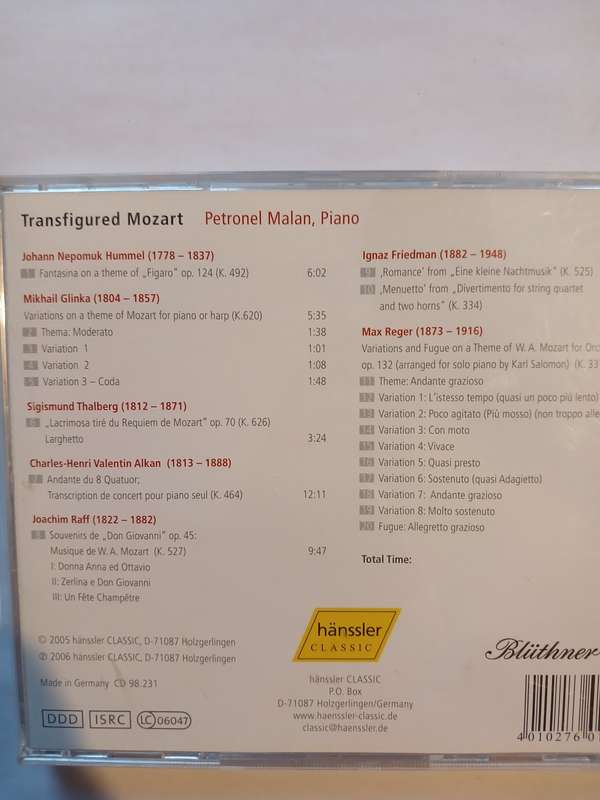 Transfigured Mozart Petronel Malan, Piano
Johann Nepomuk Hummel (1778 – 1837)
1 Fantasina on a theme of „Figaro" op. 124 (K. 492) 6:02
Mikhail Glinka (1804 – 1857)
Variations on a theme of Mozart for piano or harp (K.620) 5:35
2 Thema: Moderato 1:38
3 Variation 1 1:01
4 Variation 2 1:08
5 Variation 3 – Coda 1:48
Sigismund Thalberg (1812 – 1871)
6 „Lacrimosa tiré du Requiem de Mozart" op. 70 (K. 626)
Larghetto 3:24
Charles-Henri Valentin Alkan (1813 – 1888)
7 Andante du 8 Quatuor;
Transcription de concert pour piano seul (K. 464) 12:11
Joachim Raff (1822 – 1882)
8 Souvenirs de „Don Giovanni" op. 45:
Musique de W. A. Mozart (K. 527) 9:47
I: Donna Anna ed Ottavio
II: Zerlina e Don Giovanni
III: Un Fête Champêtre
© 2005 hänssler CLASSIC, D-71087 Holzgerlingen
℗ 2006 hänssler CLASSIC, D-71087 Holzgerlingen
Made in Germany CD 98.231
DDD ISRC LC 06047
Ignaz Friedman (1882 – 1948)
9 ‚Romance' from „Eine kleine Nachtmusik" (K. 525)
10 ‚Menuetto' from „Divertimento for string quartet
and two horns" (K. 334)
Max Reger (1873 – 1916)
Variations and Fugue on a Theme of W. A. Mozart for Orc
op. 132 (arranged for solo piano by Karl Salomon) (K. 33
11 Theme: Andante grazioso
12 Variation 1: L'istesso tempo (quasi un poco più lento)
13 Variation 2: Poco agitato (Più mosso) (non troppo alle
14 Variation 3: Con moto
15 Variation 4: Vivace
16 Variation 5: Quasi presto
17 Variation 6: Sostenuto (quasi Adagietto)
18 Variation 7: Andante grazioso
19 Variation 8: Molto sostenuto
20 Fugue: Allegretto grazioso
Total Time:
hänssler
CLASSIC
Blüthner
hänssler CLASSIC
P.O. Box
D-71087 Holzgerlingen/Germany
www.haenssler-classic.de
classic@haenssler.de
4 010276 0